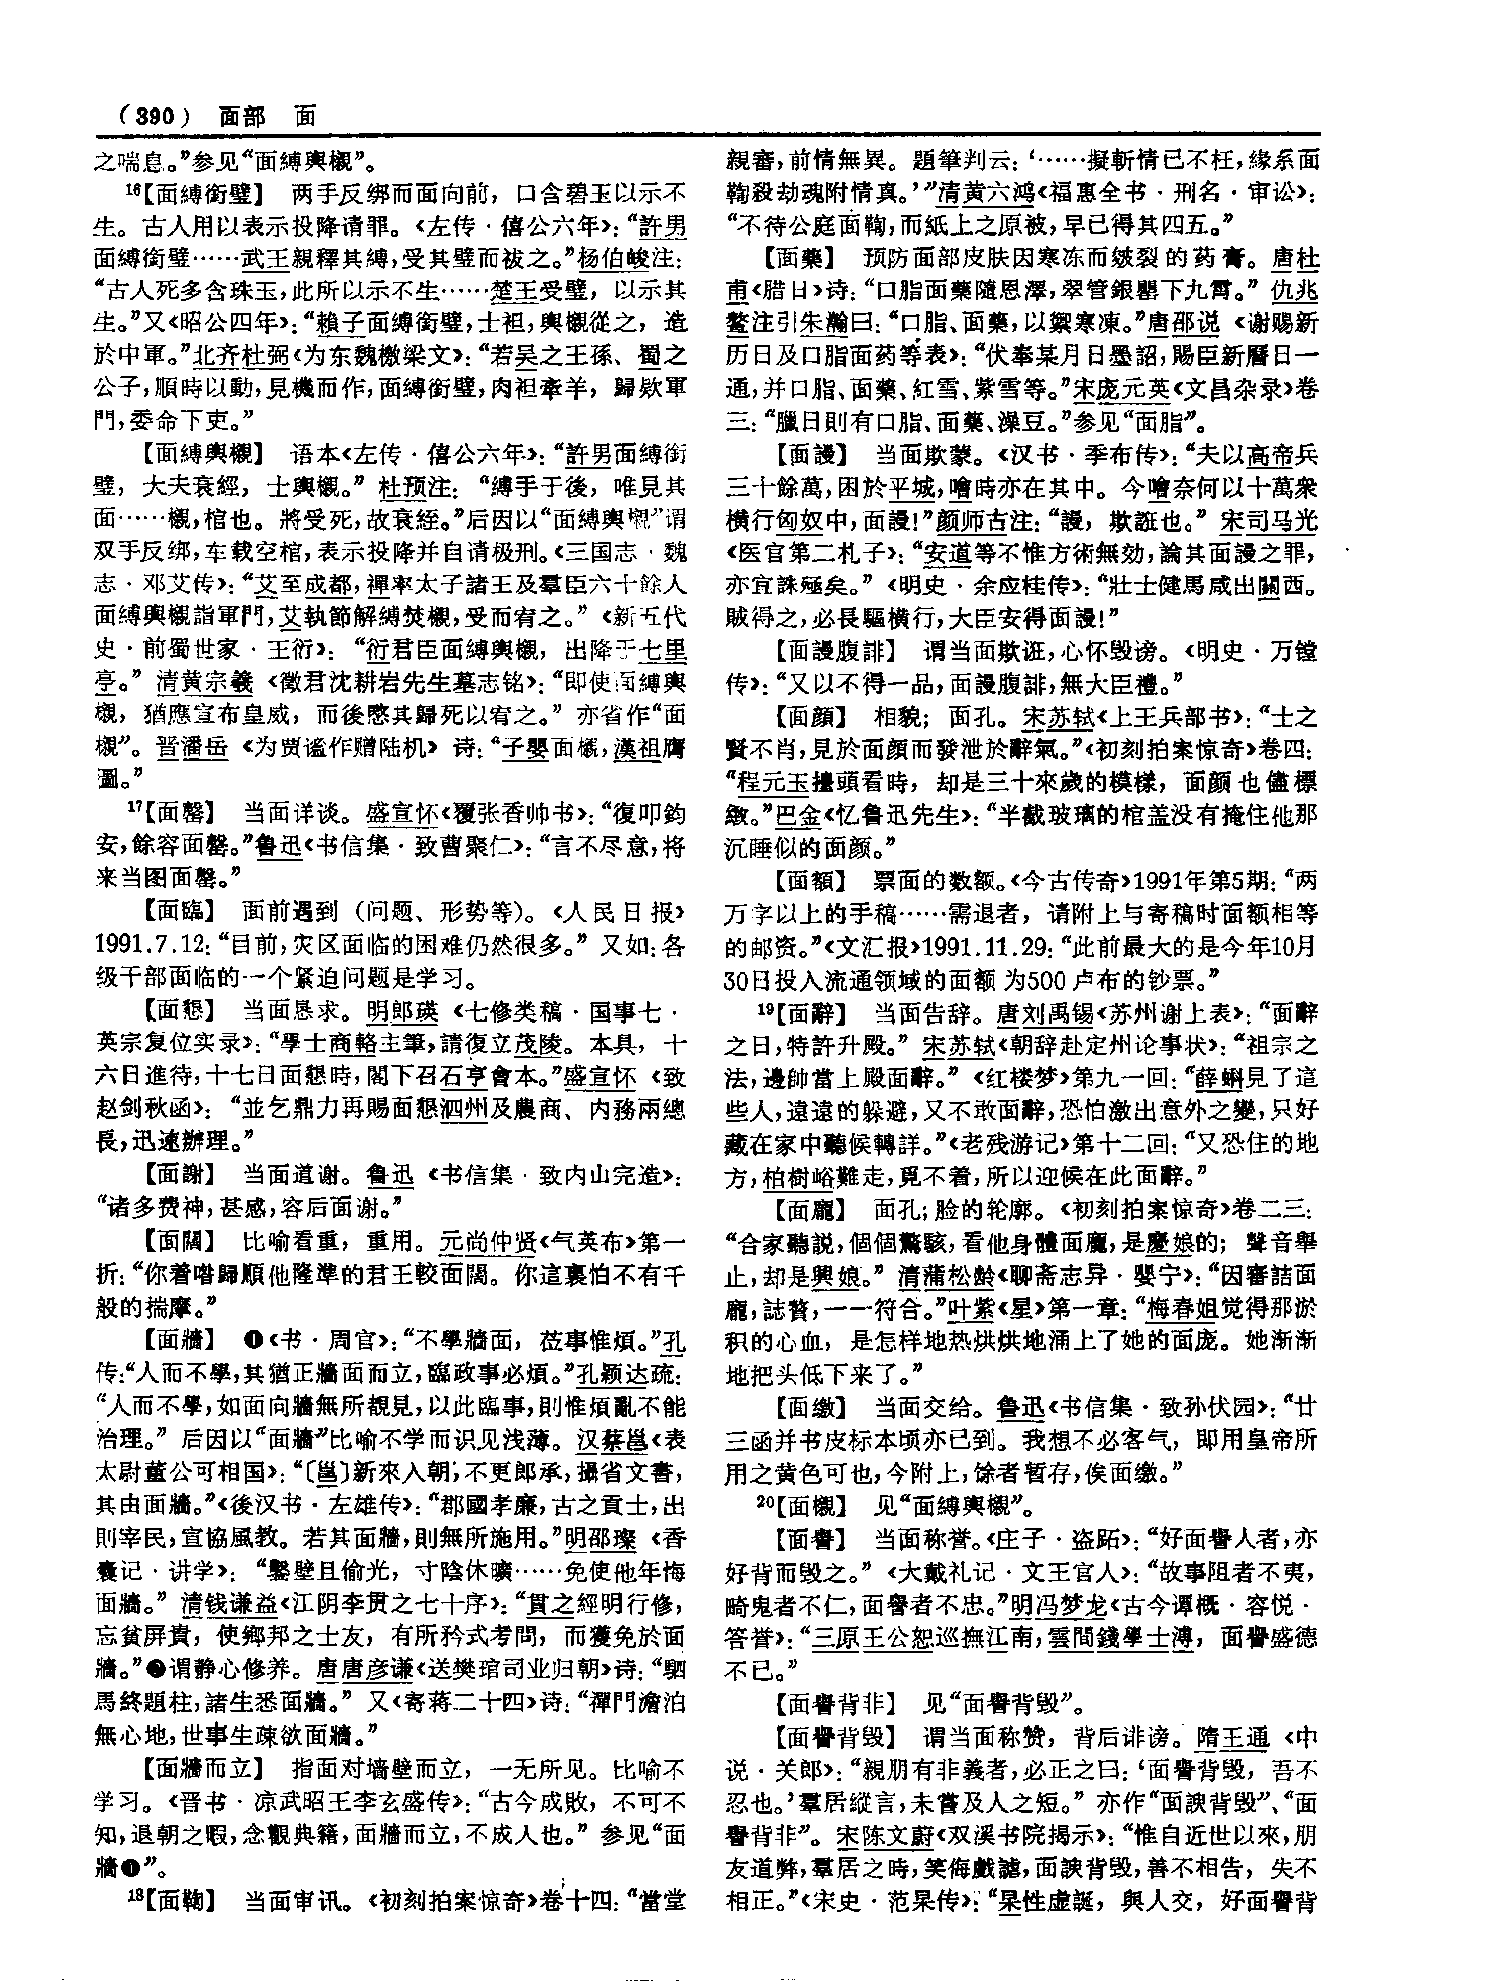 （390） 面部 面
之喘息。”参见“面縛輿櫬”。
16【面縛銜璧】 两手反绑而面向前，口含碧玉以示不
生。古人用以表示投降请罪。《左传·僖公六年》：“許男
面縛銜璧……武王親釋其縛，受其璧而祓之。”杨伯峻注：
“古人死多含珠玉，此所以示不生……楚王受璧，以示其
生。”又《昭公四年》：“賴子面縛銜璧，士袒，輿櫬從之，造
於中軍。”北齐杜弼《为东魏檄梁文》：“若吴之王孫、蜀之
公子，順時以動，見機而作，面縛銜璧，肉袒牽羊，歸欵軍
門，委命下吏。”
【面縛輿櫬】 语本《左传·僖公六年》：“許男面縛銜
璧，大夫衰絰，士輿櫬。”杜预注：“縛手于後，唯見其
面……櫬，棺也。將受死，故衰絰。”后因以“面縛輿櫬”谓
双手反绑，车载空棺，表示投降并自请极刑。《三国志·魏
志·邓艾传》：“艾至成都，禪率太子諸王及羣臣六十餘人
面縛輿櫬詣軍門，艾執節解縛焚櫬，受而宥之。”《新五代
史·前蜀世家·王衍》：“衍君臣面縛輿櫬，出降于七里
亭。”清黄宗羲《徵君沈耕岩先生墓志铭》：“即使面縛輿
櫬，猶應宣布皇威，而後愍其歸死以宥之。”亦省作“面
櫬”。晋潘岳《为贾谧作赠陆机》诗：“子嬰面櫬，漢祖膺
圖。”
17【面罄】 当面详谈。盛宣怀《覆张香帅书》：“復叩鈞
安，餘容面罄。”鲁迅《书信集·致曹聚仁》：“言不尽意，将
来当图面罄。”
【面臨】 面前遇到（问题、形势等）。《人民日报》
1991.7.12：“目前，灾区面临的困难仍然很多。”又如：各
级干部面临的一个紧迫问题是学习。
【面懇】 当面恳求。明郎瑛《七修类稿·国事七·
英宗复位实录》：“學士商輅主筆，請復立茂陵。本具，十
六日進待，十七日面懇時，閣下召石亨會本。”盛宣怀《致
赵剑秋函》：“並乞鼎力再賜面懇泗州及農商、内務兩總
長，迅速辦理。”
【面謝】 当面道谢。鲁迅《书信集·致内山完造》：
“诸多费神，甚感，容后面谢。”
【面闊】 比喻看重，重用。元尚仲贤《气英布》第一
折：“你着喒歸順他隆準的君王較面闊。你這裏怕不有千
般的揣摩。”
【面牆】 ❶《书·周官》：“不學牆面，莅事惟煩。”孔
传：“人而不學，其猶正牆面而立，臨政事必煩。”孔颖达疏：
“人而不學，如面向牆無所覩見，以此臨事，則惟煩亂不能
治理。”后因以“面牆”比喻不学而识见浅薄。汉蔡邕《表
太尉董公可相国》：“〔邕〕新來入朝，不更郎承，攝省文書，
其由面牆。”《後汉书·左雄传》：“郡國孝廉，古之貢士，出
則宰民，宣協風教。若其面牆，則無所施用。”明邵璨《香
囊记·讲学》：“鑿壁且偷光，寸陰休曠……免使他年悔
面牆。”清钱谦益《江阴李贯之七十序》：“貫之經明行修，
忘貧屏貴，使鄉邦之士友，有所矜式考問，而獲免於面
牆。”❷谓静心修养。唐唐彦谦《送樊琯司业归朝》诗：“駟
馬終題柱，諸生悉面牆。”又《寄蒋二十四》诗：“禪門澹泊
無心地，世事生疎欲面牆。”
【面牆而立】 指面对墙壁而立，一无所见。比喻不
学习。《晋书·凉武昭王李玄盛传》：“古今成敗，不可不
知，退朝之暇，念觀典籍，面牆而立，不成人也。”参见“面
牆❶”。
18【面鞫】 当面审讯。《初刻拍案惊奇》卷十四：“當堂
親審，前情無異。題筆判云：‘……擬斬情已不枉，緣系面
鞫殺劫魂附情真。’”清黄六鸿《福惠全书·刑名·审讼》：
“不待公庭面鞫，而紙上之原被，早已得其四五。”
【面藥】 预防面部皮肤因寒冻而皴裂的药膏。唐杜
甫《腊日》诗：“口脂面藥隨恩澤，翠管銀罌下九霄。”仇兆
鳌注引朱瀚曰：“口脂、面藥，以禦寒凍。”唐邵说《谢赐新
历日及口脂面药等表》：“伏奉某月日墨詔，賜臣新曆日一
通，并口脂、面藥、紅雪、紫雪等。”宋庞元英《文昌杂录》卷
三：“臘日則有口脂、面藥、澡豆。”参见“面脂”。
【面謾】 当面欺蒙。《汉书·季布传》：“夫以高帝兵
三十餘萬，困於平城，噲時亦在其中。今噲奈何以十萬衆
横行匈奴中，面謾！”颜师古注：“謾，欺誑也。”宋司马光
《医官第二札子》：“安道等不惟方術無効，論其面謾之罪，
亦宜誅殛矣。”《明史·余应桂传》：“壯士健馬咸出關西。
賊得之，必長驅横行，大臣安得面謾！”
【面謾腹誹】 谓当面欺诳，心怀毁谤。《明史·万镗
传》：“又以不得一品，面謾腹誹，無大臣禮。”
【面顔】 相貌；面孔。宋苏轼《上王兵部书》：“士之
賢不肖，見於面顔而發泄於辭氣。”《初刻拍案惊奇》卷四：
“程元玉擡頭看時，却是三十來歲的模樣，面顔也儘標
緻。”巴金《忆鲁迅先生》：“半截玻璃的棺盖没有掩住他那
沉睡似的面颜。”
【面額】 票面的数额。《今古传奇》1991年第5期：“两
万字以上的手稿……需退者，请附上与寄稿时面额相等
的邮资。”《文汇报》1991.11.29：“此前最大的是今年10月
30日投入流通领域的面额为500卢布的钞票。”
19【面辭】 当面告辞。唐刘禹锡《苏州谢上表》：“面辭
之日，特許升殿。”宋苏轼《朝辞赴定州论事状》：“祖宗之
法，邊帥當上殿面辭。”《红楼梦》第九一回：“薛蝌見了這
些人，遠遠的躲避，又不敢面辭，恐怕激出意外之變，只好
藏在家中聽候轉詳。”《老残游记》第十二回：“又恐住的地
方，柏樹峪難走，覓不着，所以迎候在此面辭。”
【面龐】 面孔；脸的轮廓。《初刻拍案惊奇》卷二三：
“合家聽説，個個驚駭，看他身體面龐，是慶娘的；聲音舉
止，却是興娘。”清蒲松龄《聊斋志异·婴宁》：“因審詰面
龐，誌贅，一一符合。”叶紫《星》第一章：“梅春姐觉得那淤
积的心血，是怎样地热烘烘地涌上了她的面庞。她渐渐
地把头低下来了。”
【面缴】 当面交给。鲁迅《书信集·致孙伏园》：“廿
三函并书皮标本顷亦已到。我想不必客气，即用皇帝所
用之黄色可也，今附上，馀者暂存，俟面缴。”
20【面櫬】 见“面縛輿櫬”。
【面譽】 当面称誉。《庄子·盗跖》：“好面譽人者，亦
好背而毁之。”《大戴礼记·文王官人》：“故事阻者不夷，
畸鬼者不仁，面譽者不忠。”明冯梦龙《古今谭概·容悦·
答誉》：“三原王公恕巡撫江南，雲間錢學士溥，面譽盛德
不已。”
【面譽背非】 见“面譽背毁”。
【面譽背毁】 谓当面称赞，背后诽谤。隋王通《中
说·关郎》：“親朋有非義者，必正之曰：‘面譽背毁，吾不
忍也。’羣居縱言，未嘗及人之短。”亦作“面諛背毁”、“面
譽背非”。宋陈文蔚《双溪书院揭示》：“惟自近世以來，朋
友道弊，羣居之時，笑侮戲謔，面諛背毁，善不相告，失不
相正。”《宋史·范杲传》：“杲性虚誕，與人交，好面譽背